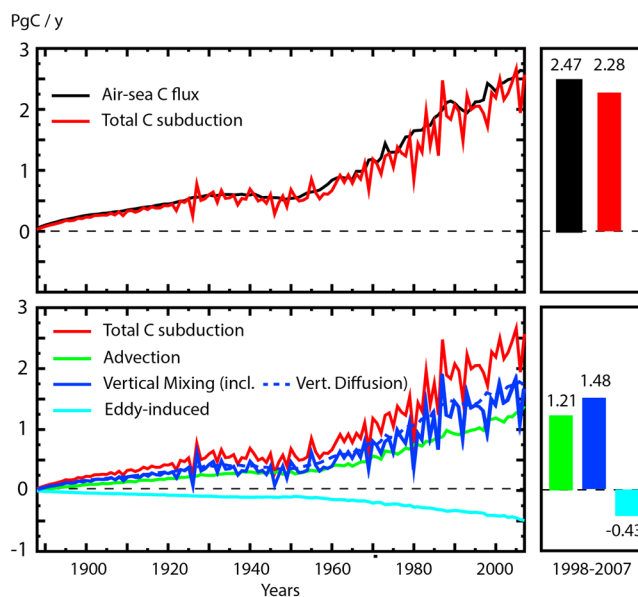 PgC / y
3
2
1
0
Air-sea C flux
Total C subduction
2.47 2.28
3
2
1
0
-1
Total C subduction
Advection
Vertical Mixing (incl. Vert. Diffusion)
Eddy-induced
1.21 1.48
-0.43
1900 1920 1940 1960 1980 2000
Years
1998-2007